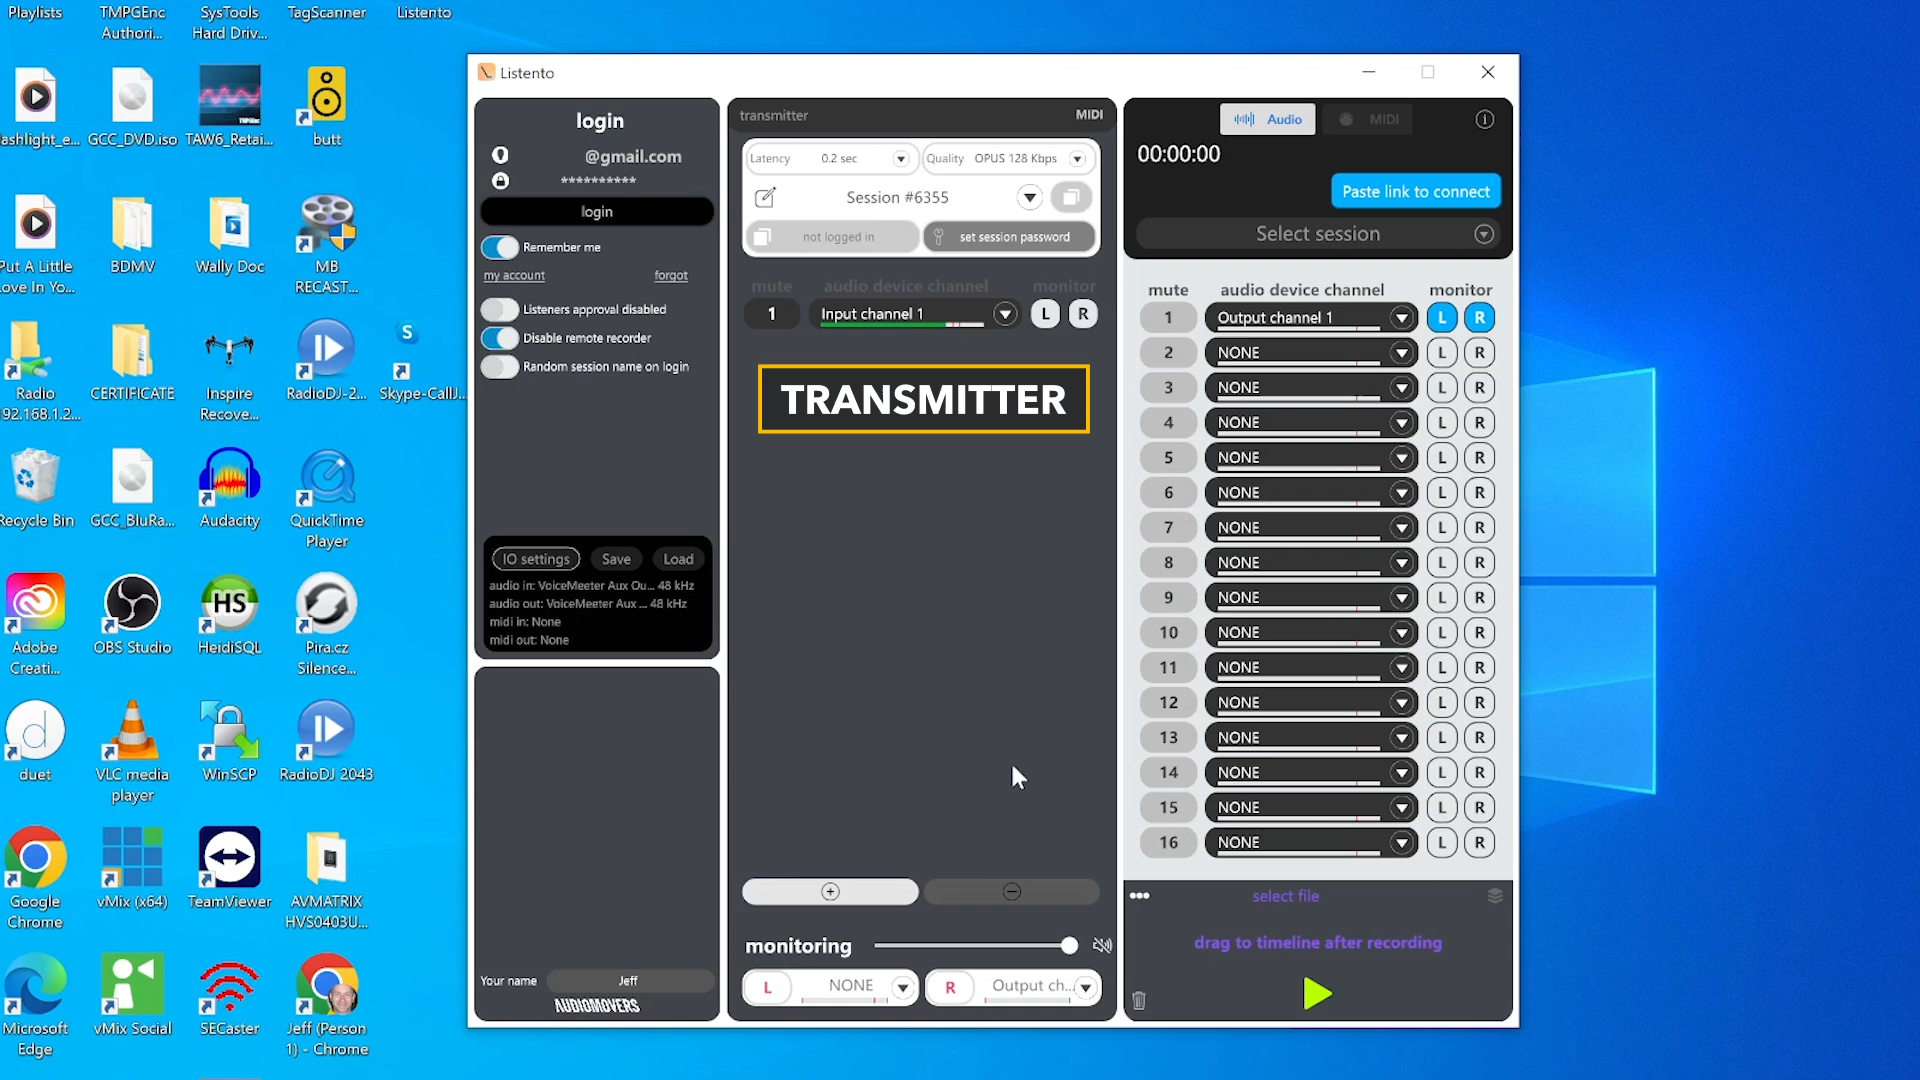 Playlists
TMPGEnc
Authori...
SysTools
Hard Driv...
TagScanner
Listento
ashlight_e...
GCC_DVD.iso
TAW6_Retai...
butt
Put A Little
Love In Yo...
BDMV
Wally Doc
MB
RECAST...
Radio
92.168.1.2...
CERTIFICATE
Inspire
Recove...
RadioDJ-2...
S
Skype-CallJ...
Recycle Bin
GCC_BluRa...
Audacity
QuickTime
Player
Adobe
Creati...
OBS Studio
HS
HeidiSQL
Pira.cz
Silence...
d
duet
VLC media
player
WinSCP
RadioDJ 2043
Google
Chrome
vMix (x64)
TeamViewer
AVMATRIX
HVS0403U...
Microsoft
Edge
vMix Social
SECaster
Jeff (Person
1) - Chrome
Listento
login
@gmail.com
**********
login
Remember me
my account
forgot
Listeners approval disabled
Disable remote recorder
Random session name on login
IO settings
Save
Load
audio in: VoiceMeeter Aux Ou... 48 kHz
audio out: VoiceMeeter Aux ... 48 kHz
midi in: None
midi out: None
Your name
Jeff
AUDIOMOVERS
transmitter
MIDI
Latency
0.2 sec
Quality
OPUS 128 Kbps
Session #6355
not logged in
set session password
mute
audio device channel
monitor
1
Input channel 1
L
R
TRANSMITTER
monitoring
L
NONE
R
Output ch...
Audio
MIDI
00:00:00
Paste link to connect
Select session
mute
audio device channel
monitor
1 Output channel 1 L R
2 NONE L R
3 NONE L R
4 NONE L R
5 NONE L R
6 NONE L R
7 NONE L R
8 NONE L R
9 NONE L R
10 NONE L R
11 NONE L R
12 NONE L R
13 NONE L R
14 NONE L R
15 NONE L R
16 NONE L R
select file
drag to timeline after recording